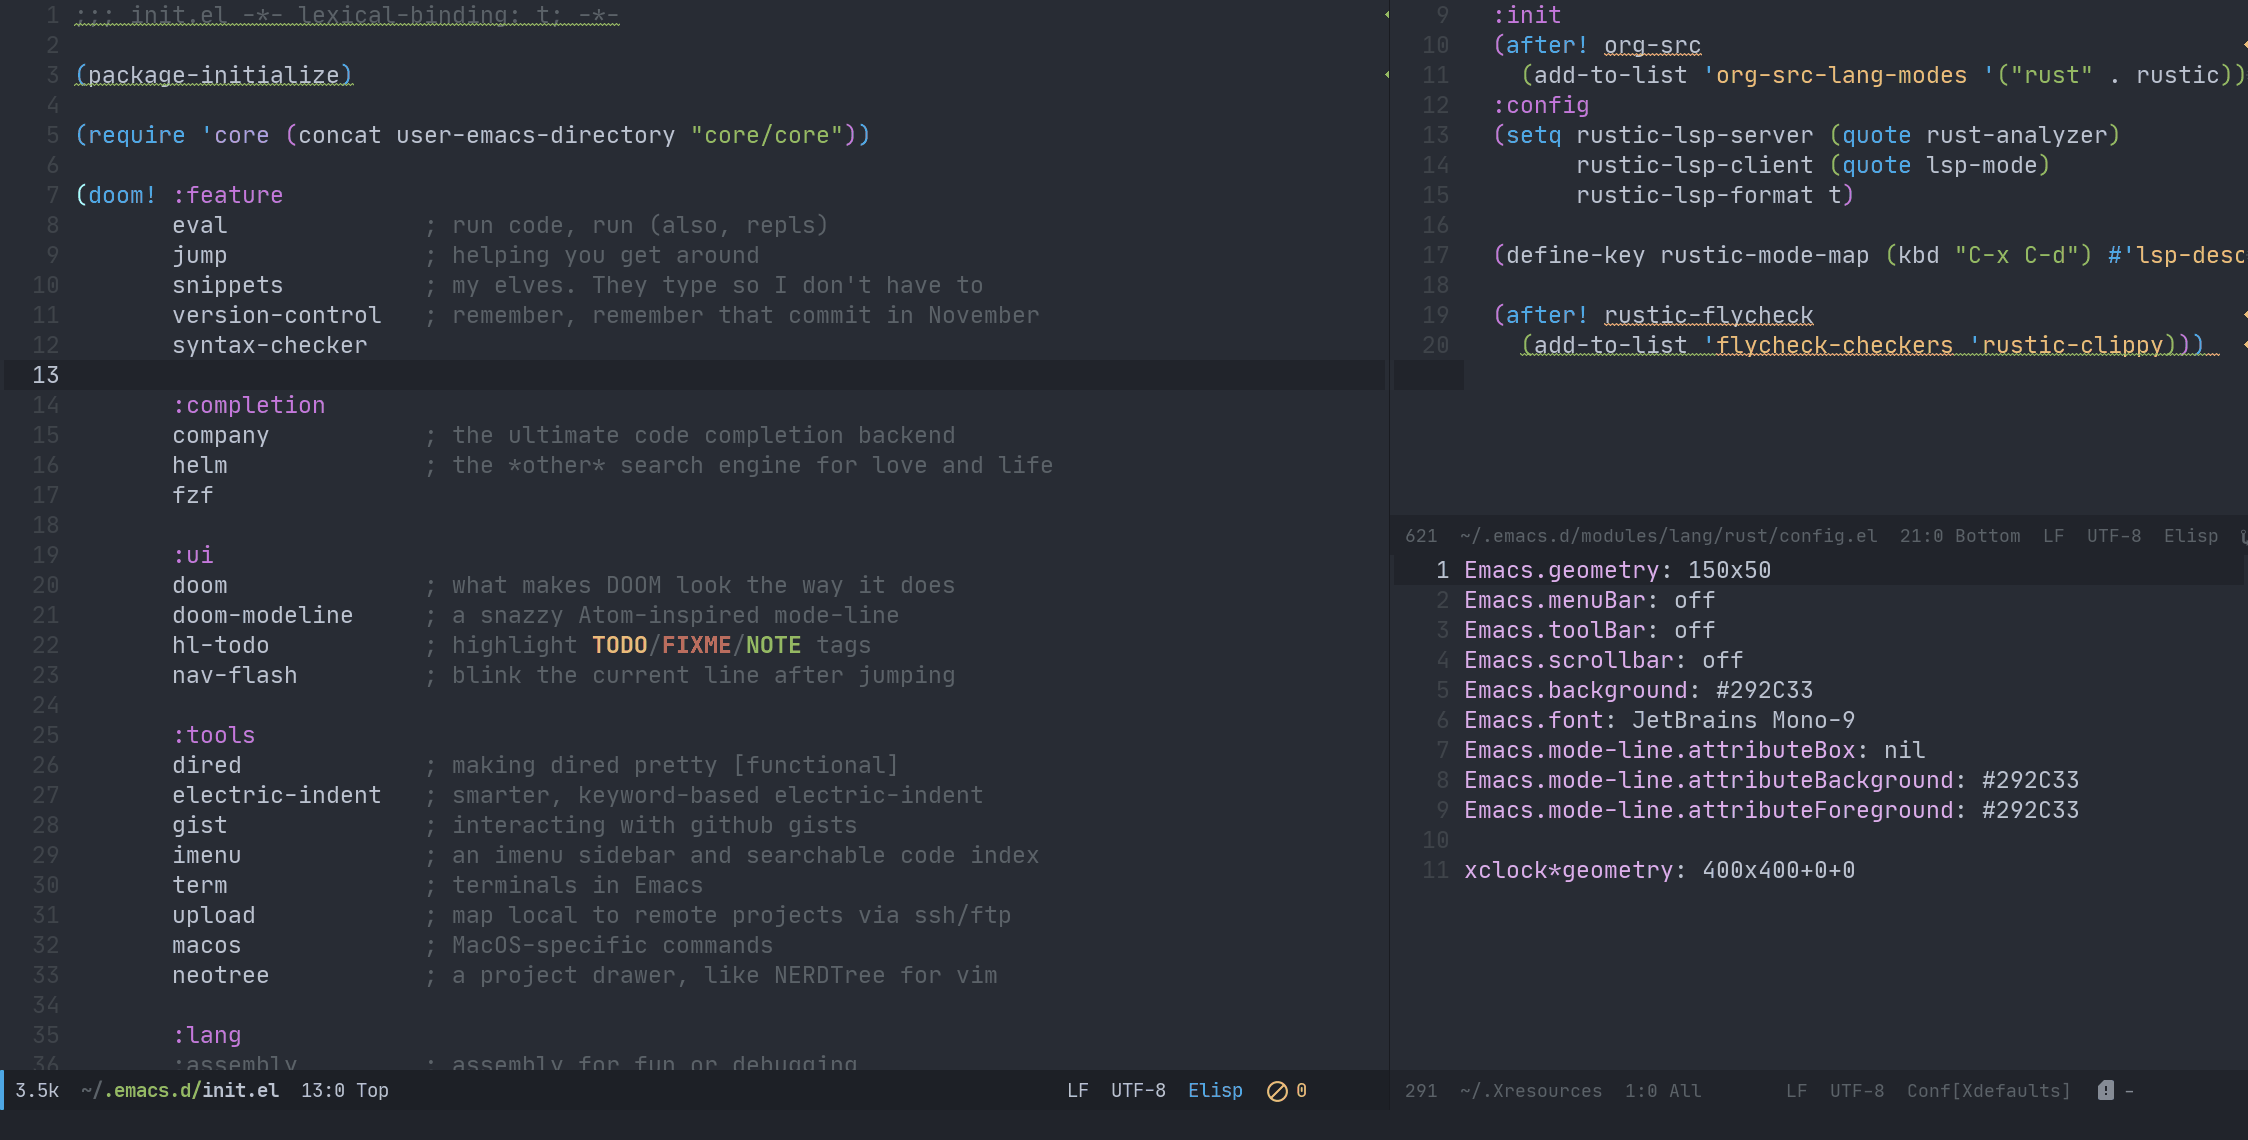 1 ;;; init.el -*- lexical-binding: t; -*-
2
3 (package-initialize)
4
5 (require 'core (concat user-emacs-directory "core/core"))
6
7 (doom! :feature
8 eval ; run code, run (also, repls)
9 jump ; helping you get around
10 snippets ; my elves. They type so I don't have to
11 version-control ; remember, remember that commit in November
12 syntax-checker
13
14 :completion
15 company ; the ultimate code completion backend
16 helm ; the *other* search engine for love and life
17 fzf
18
19 :ui
20 doom ; what makes DOOM look the way it does
21 doom-modeline ; a snazzy Atom-inspired mode-line
22 hl-todo ; highlight TODO/FIXME/NOTE tags
23 nav-flash ; blink the current line after jumping
24
25 :tools
26 dired ; making dired pretty [functional]
27 electric-indent ; smarter, keyword-based electric-indent
28 gist ; interacting with github gists
29 imenu ; an imenu sidebar and searchable code index
30 term ; terminals in Emacs
31 upload ; map local to remote projects via ssh/ftp
32 macos ; MacOS-specific commands
33 neotree ; a project drawer, like NERDTree for vim
34
35 :lang
36 :assembly ; assembly for fun or debugging
3.5k ~/.emacs.d/init.el 13:0 Top LF UTF-8 Elisp 0
9 :init
10 (after! org-src
11 (add-to-list 'org-src-lang-modes '("rust" . rustic))
12 :config
13 (setq rustic-lsp-server (quote rust-analyzer)
14 rustic-lsp-client (quote lsp-mode)
15 rustic-lsp-format t)
16
17 (define-key rustic-mode-map (kbd "C-x C-d") #'lsp-desc
18
19 (after! rustic-flycheck
20 (add-to-list 'flycheck-checkers 'rustic-clippy)))
621 ~/.emacs.d/modules/lang/rust/config.el 21:0 Bottom LF UTF-8 Elisp
1 Emacs.geometry: 150x50
2 Emacs.menuBar: off
3 Emacs.toolBar: off
4 Emacs.scrollbar: off
5 Emacs.background: #292C33
6 Emacs.font: JetBrains Mono-9
7 Emacs.mode-line.attributeBox: nil
8 Emacs.mode-line.attributeBackground: #292C33
9 Emacs.mode-line.attributeForeground: #292C33
10
11 xclock*geometry: 400x400+0+0
291 ~/.Xresources 1:0 All LF UTF-8 Conf[Xdefaults] ! -